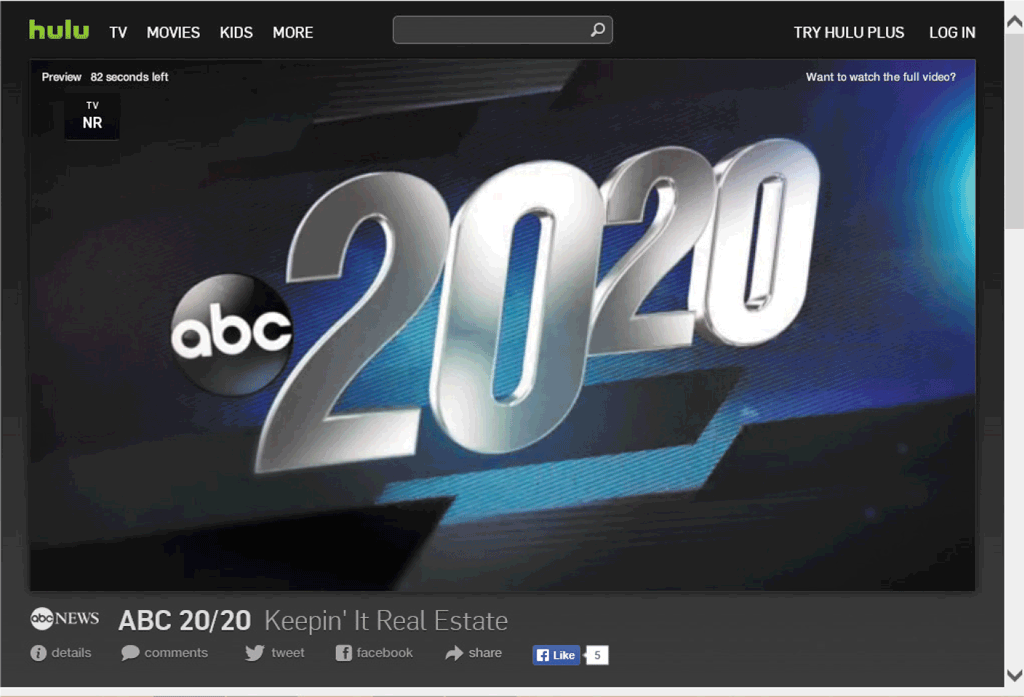 hulu TV MOVIES KIDS MORE TRY HULU PLUS LOG IN
Preview 82 seconds left Want to watch the full video?
TV
NR
2020
abc
abc NEWS ABC 20/20 Keepin' It Real Estate
details comments tweet facebook share Like 5